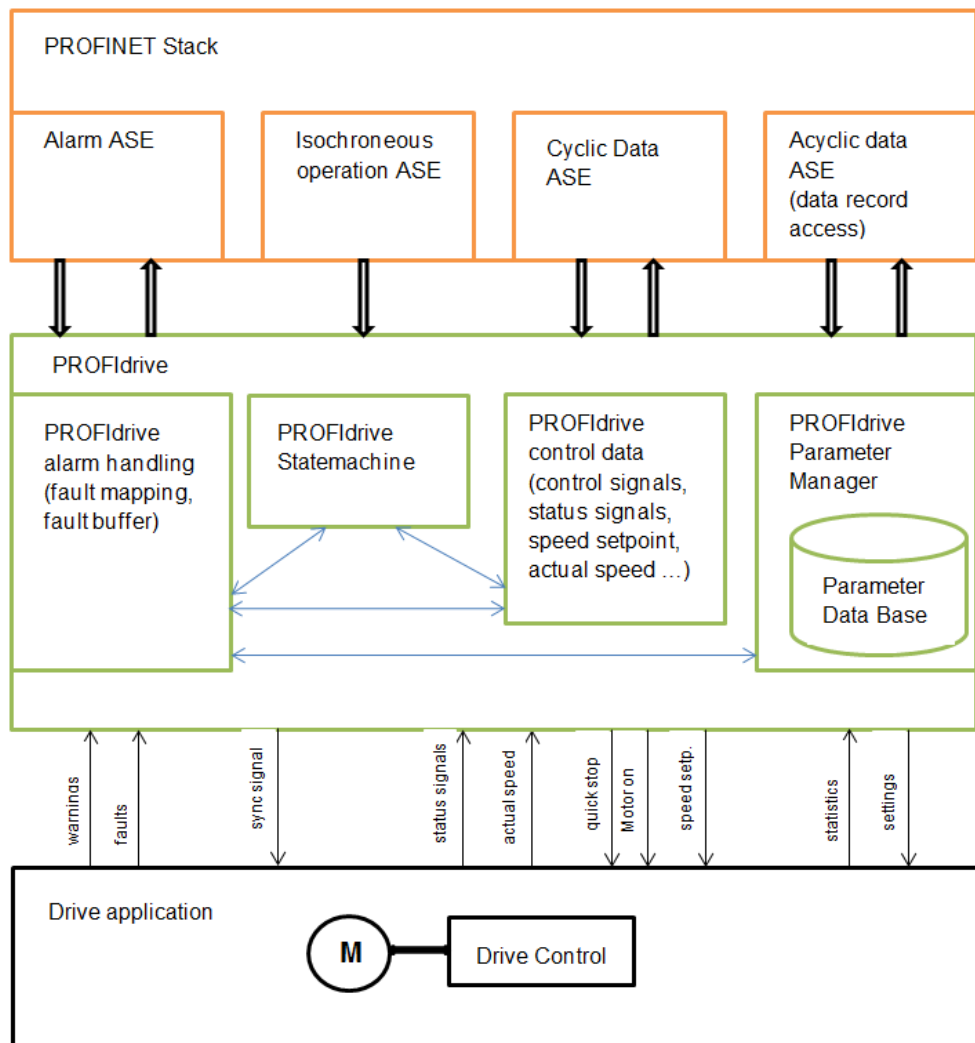 PROFINET Stack
Alarm ASE
Isochroneous
operation ASE
Cyclic Data
ASE
Acyclic data
ASE
(data record
access)
PROFIdrive
PROFIdrive
alarm handling
(fault mapping,
fault buffer)
PROFIdrive
Statemachine
PROFIdrive
control data
(control signals,
status signals,
speed setpoint,
actual speed ...)
PROFIdrive
Parameter
Manager
Parameter
Data Base
warnings
faults
sync signal
status signals
actual speed
quick stop
Motor on
speed setp.
statistics
settings
Drive application
M
Drive Control